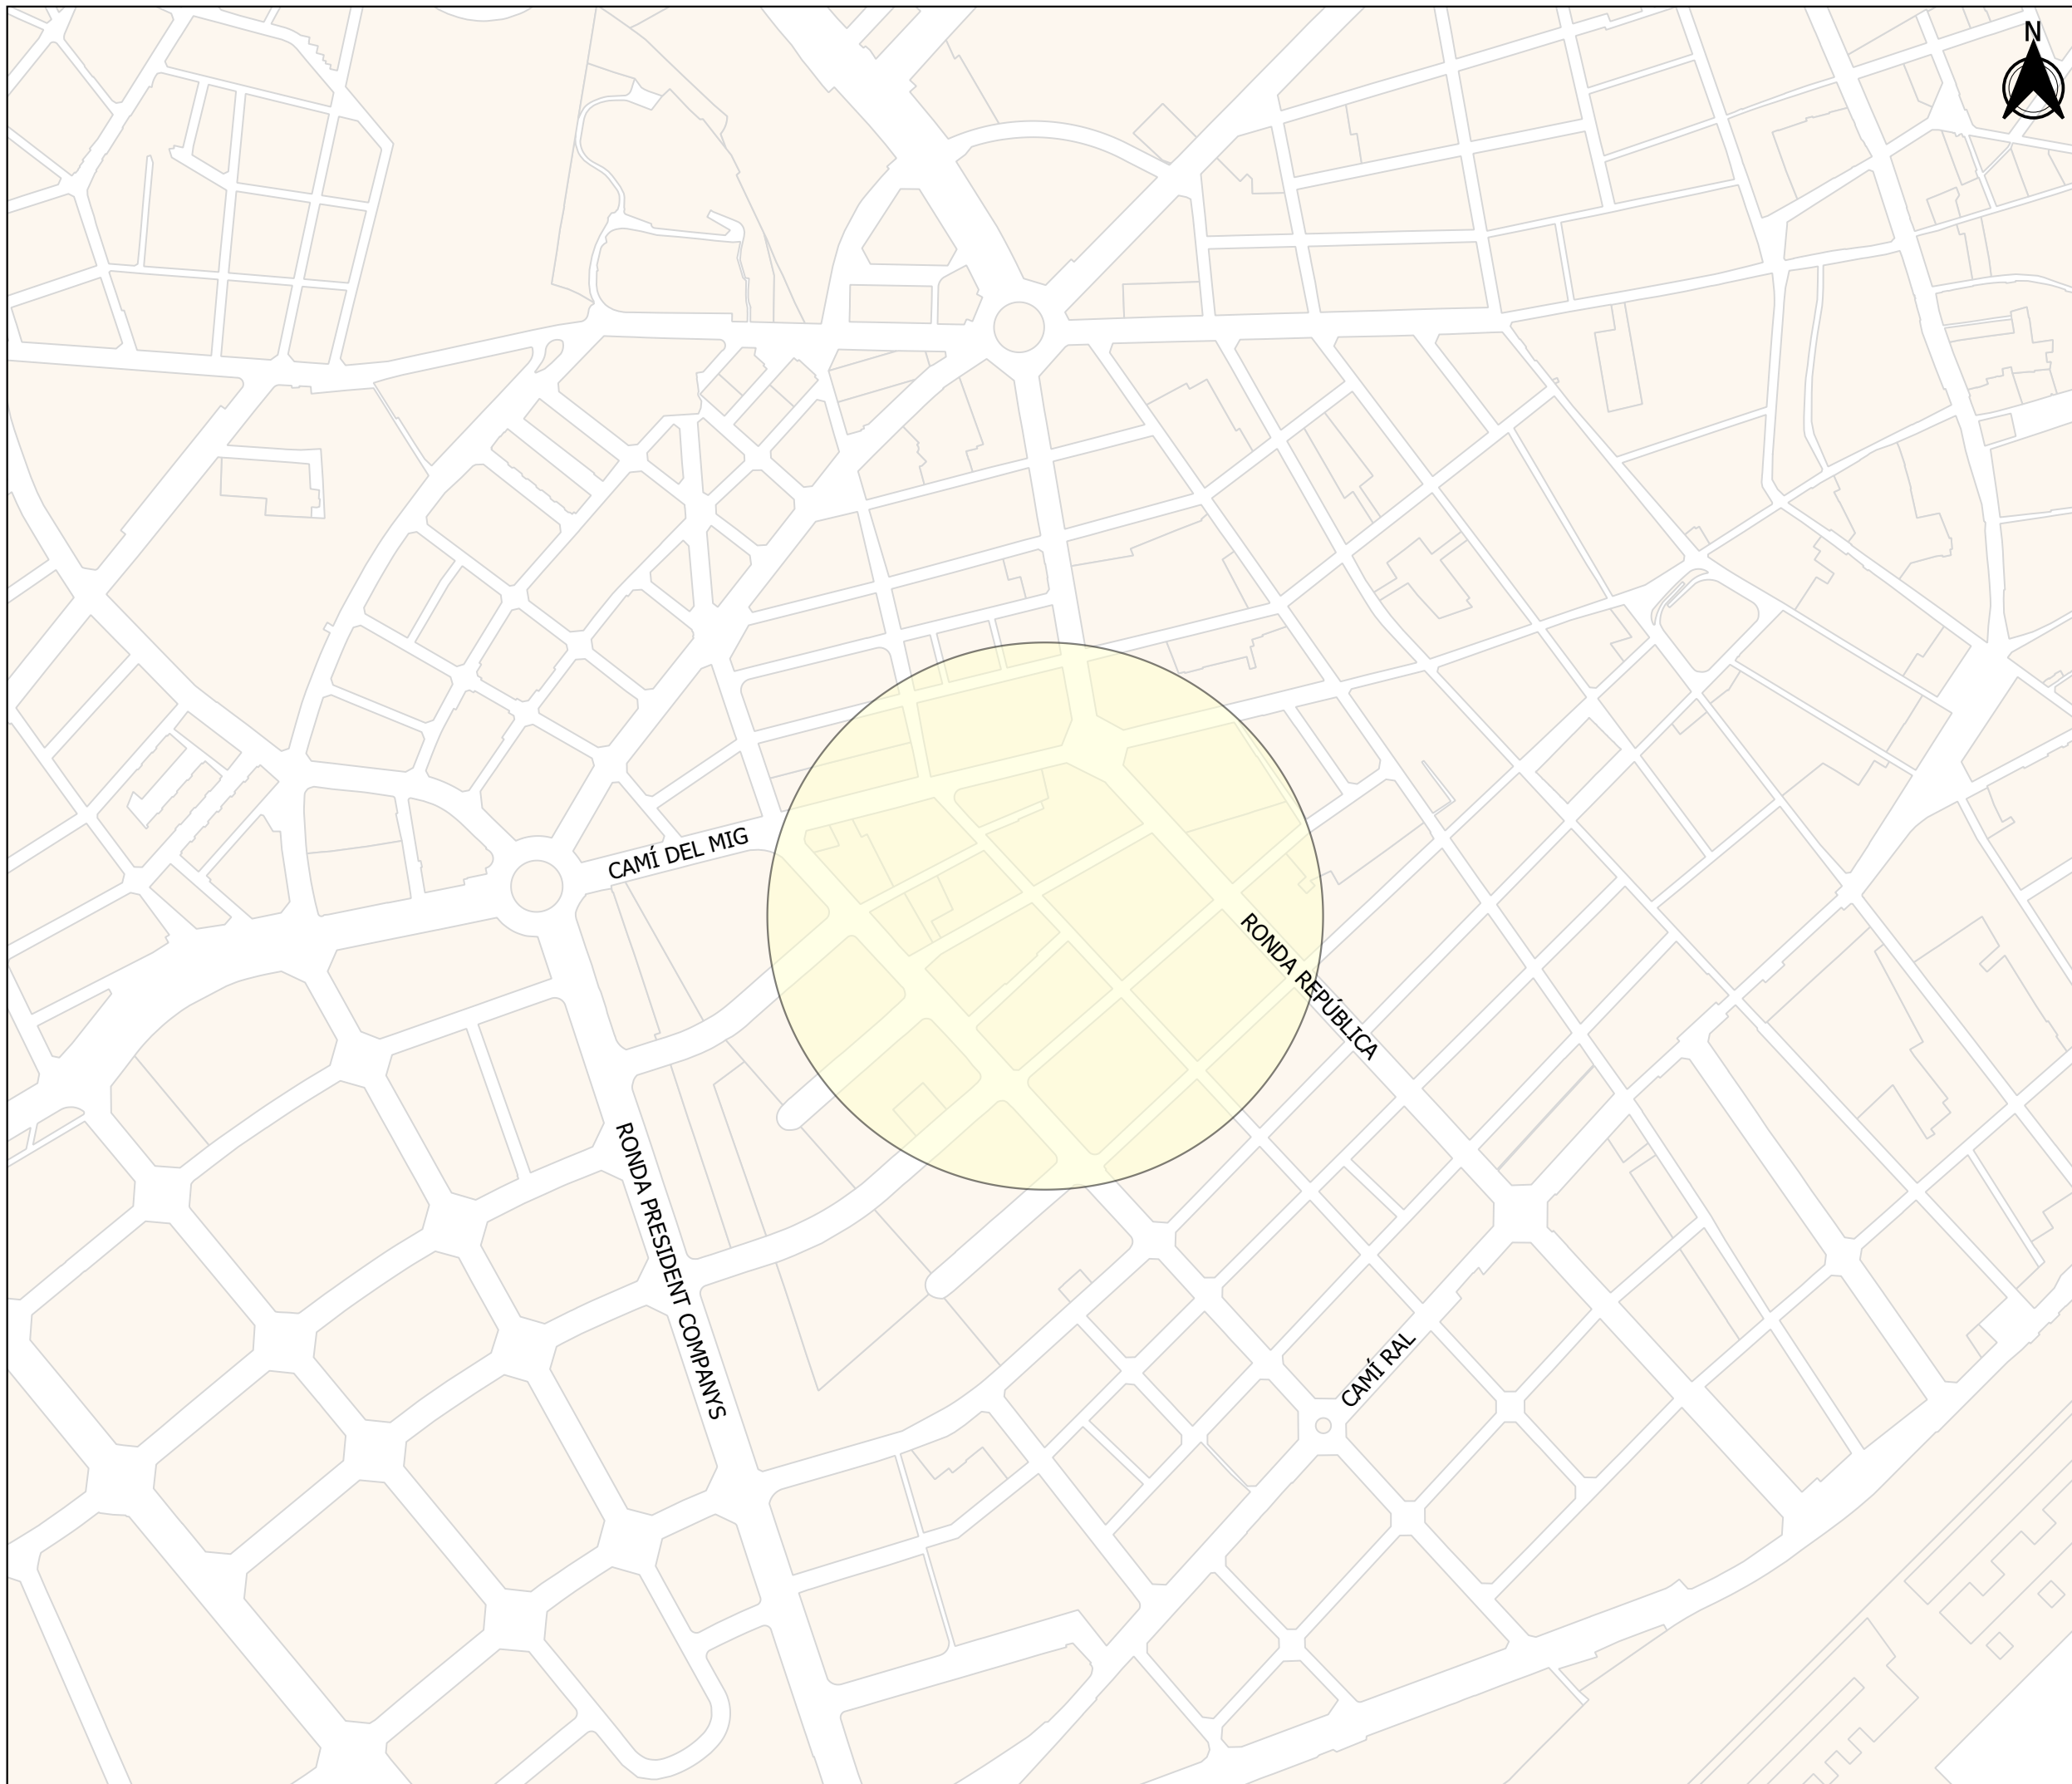 N
CAMÍ DEL MIG
RONDA REPÚBLICA
RONDA PRESIDENT COMPANYS
CAMÍ RAL